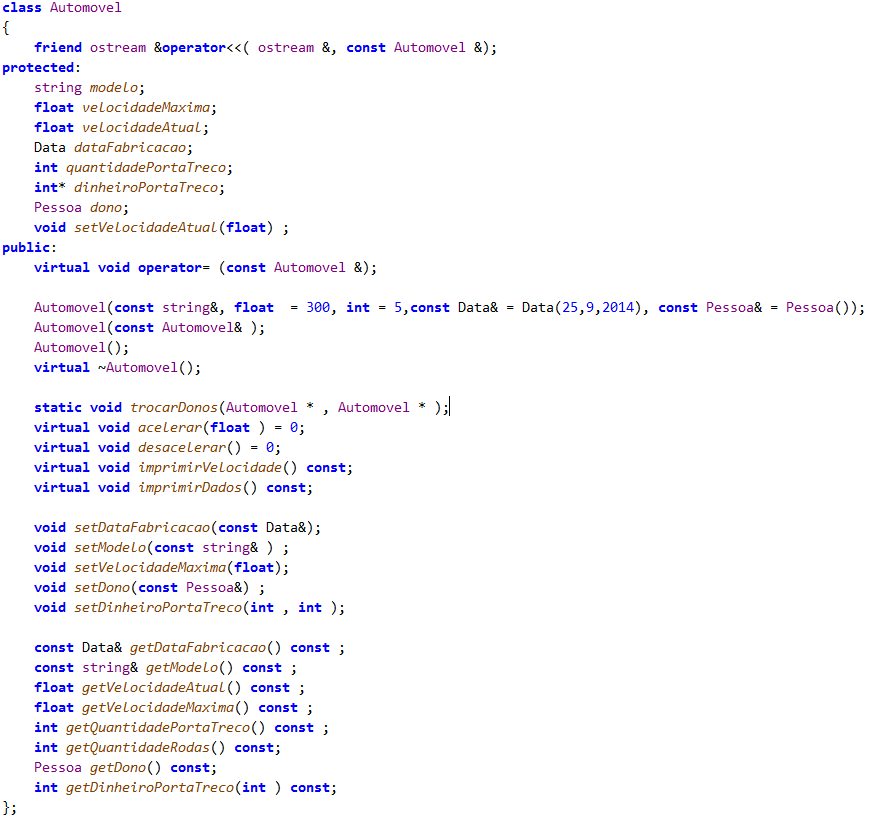 class Automovel
{
    friend ostream &operator<<( ostream &, const Automovel &);
protected:
    string modelo;
    float velocidadeMaxima;
    float velocidadeAtual;
    Data dataFabricacao;
    int quantidadePortaTreco;
    int* dinheiroPortaTreco;
    Pessoa dono;
    void setVelocidadeAtual(float) ;
public:
    virtual void operator= (const Automovel &);

    Automovel(const string&, float  = 300, int = 5,const Data& = Data(25,9,2014), const Pessoa& = Pessoa());
    Automovel(const Automovel& );
    Automovel();
    virtual ~Automovel();

    static void trocarDonos(Automovel * , Automovel * );
    virtual void acelerar(float ) = 0;
    virtual void desacelerar() = 0;
    virtual void imprimirVelocidade() const;
    virtual void imprimirDados() const;

    void setDataFabricacao(const Data&);
    void setModelo(const string& ) ;
    void setVelocidadeMaxima(float);
    void setDono(const Pessoa&) ;
    void setDinheiroPortaTreco(int , int );

    const Data& getDataFabricacao() const ;
    const string& getModelo() const ;
    float getVelocidadeAtual() const ;
    float getVelocidadeMaxima() const ;
    int getQuantidadePortaTreco() const ;
    int getQuantidadeRodas() const;
    Pessoa getDono() const;
    int getDinheiroPortaTreco(int ) const;
};